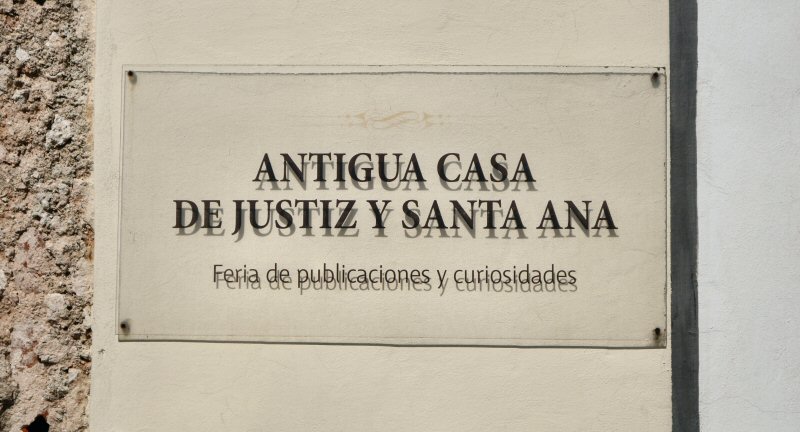 ANTIGUA CASA
DE JUSTIZ Y SANTA ANA
Feria de publicaciones y curiosidades